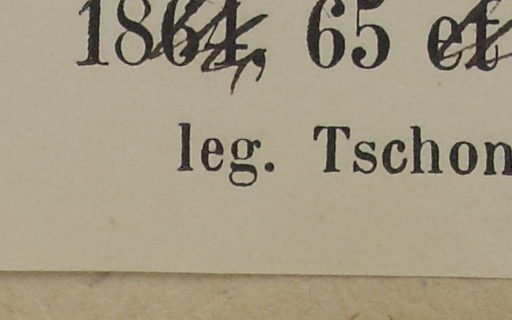 1864, 65 et
leg. Tschon